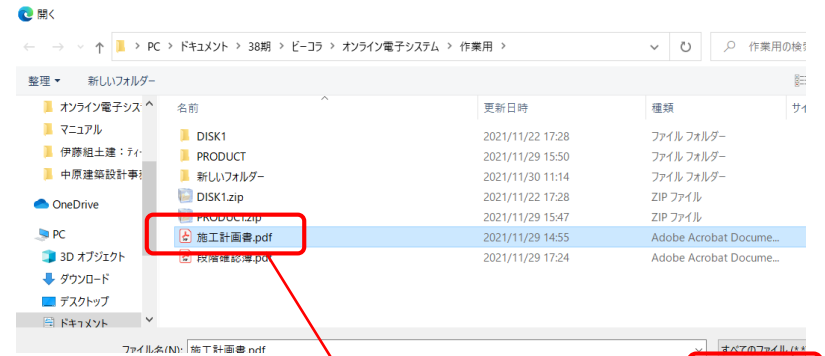 開く
PC > ドキュメント > 38期 > ビーコラ > オンライン電子システム > 作業用 >
作業用の検索
整理 新しいフォルダー
オンライン電子シス
マニュアル
伊藤組土建:ティ
中原建築設計事
OneDrive
PC
3D オブジェクト
ダウンロード
デスクトップ
ドキュメント
名前 更新日時 種類 サイ
DISK1 2021/11/22 17:28 ファイル フォルダー
PRODUCT 2021/11/29 15:50 ファイル フォルダー
新しいフォルダー 2021/11/30 11:14 ファイル フォルダー
DISK1.zip 2021/11/22 17:28 ZIP ファイル
PRODUCT.zip 2021/11/29 15:47 ZIP ファイル
施工計画書.pdf 2021/11/29 14:55 Adobe Acrobat Docume...
段階確認簿.pdf 2021/11/29 17:24 Adobe Acrobat Docume...
ファイル名(N): 施工計画書.pdf すべてのファイル (*.*